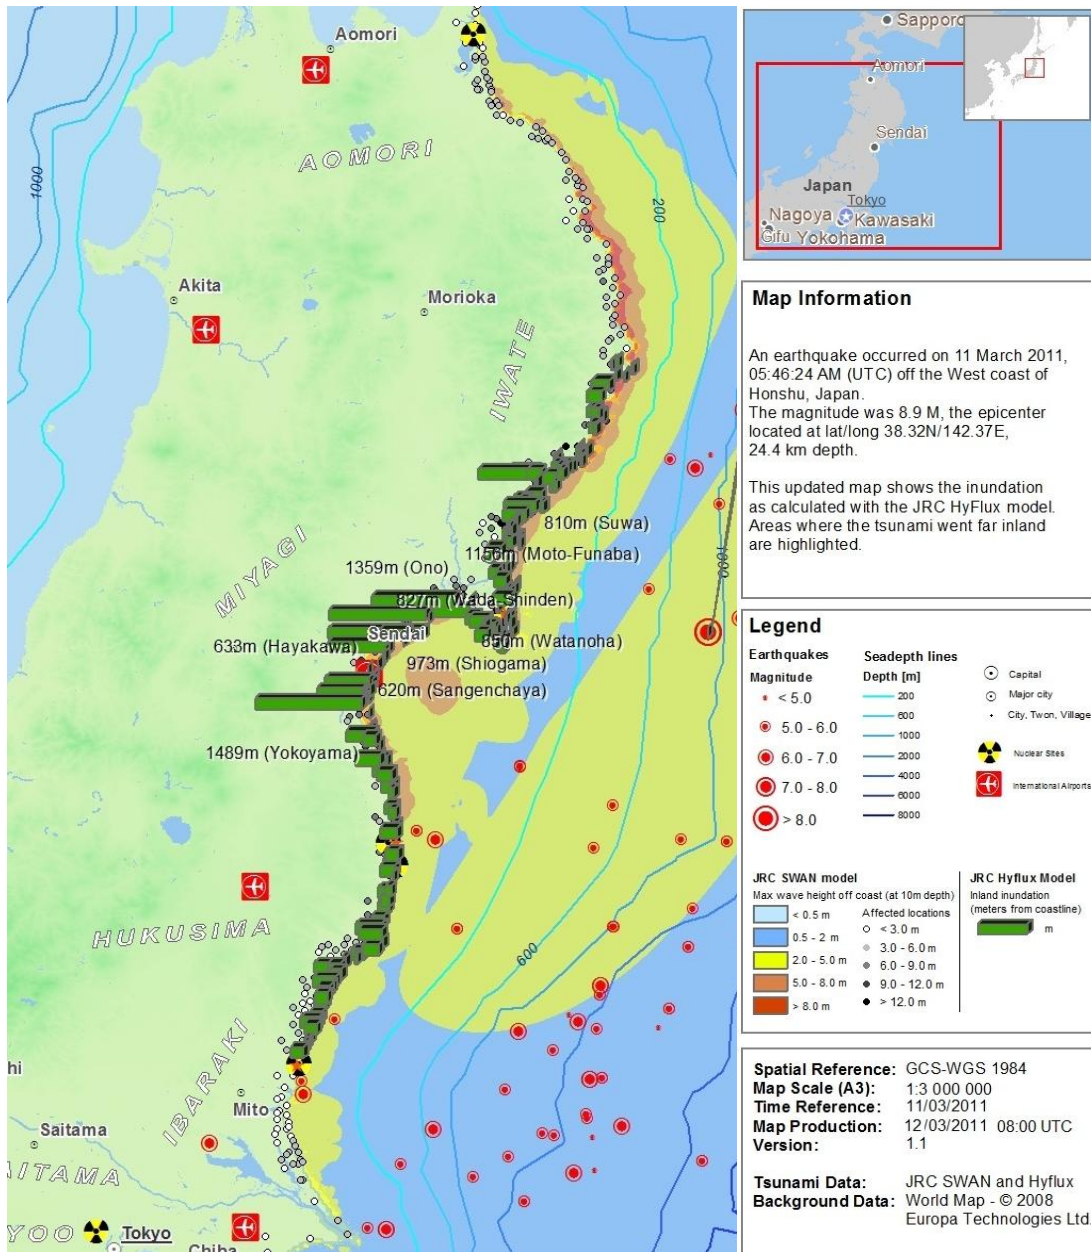 Aomori
AOMORI
1000
200
Akita
Morioka
IWATE
810m (Suwa)
1156m (Moto-Funaba)
1359m (Ono)
MIYAGI
827m (Wada-Shinden)
1000
633m (Hayakawa)
Sendai
850m (Watanoha)
973m (Shiogama)
620m (Sangenchaya)
1489m (Yokoyama)
HUKUSIMA
600
IBARAKI
hi
Mito
Saitama
AITAMA
YOO
Tokyo
Chiba
Sapporo
Aomori
Sendai
Japan
Tokyo
Nagoya
Kawasaki
Gifu
Yokohama
Map Information
An earthquake occurred on 11 March 2011,
05:46:24 AM (UTC) off the West coast of
Honshu, Japan.
The magnitude was 8.9 M, the epicenter
located at lat/long 38.32N/142.37E,
24.4 km depth.
This updated map shows the inundation
as calculated with the JRC HyFlux model.
Areas where the tsunami went far inland
are highlighted.
Legend
Earthquakes
Magnitude
< 5.0
5.0 - 6.0
6.0 - 7.0
7.0 - 8.0
> 8.0
Seadepth lines
Depth [m]
200
600
1000
2000
4000
6000
8000
Capital
Major city
City, Twon, Village
Nuclear Sites
International Airports
JRC SWAN model
Max wave height off coast (at 10m depth)
< 0.5 m
0.5 - 2 m
2.0 - 5.0 m
5.0 - 8.0 m
> 8.0 m
Affected locations
< 3.0 m
3.0 - 6.0 m
6.0 - 9.0 m
9.0 - 12.0 m
> 12.0 m
JRC Hyflux Model
Inland inundation
(meters from coastline)
m
Spatial Reference: GCS-WGS 1984
Map Scale (A3): 1:3 000 000
Time Reference: 11/03/2011
Map Production: 12/03/2011 08:00 UTC
Version: 1.1
Tsunami Data: JRC SWAN and Hyflux
Background Data: World Map - © 2008
Europa Technologies Ltd.